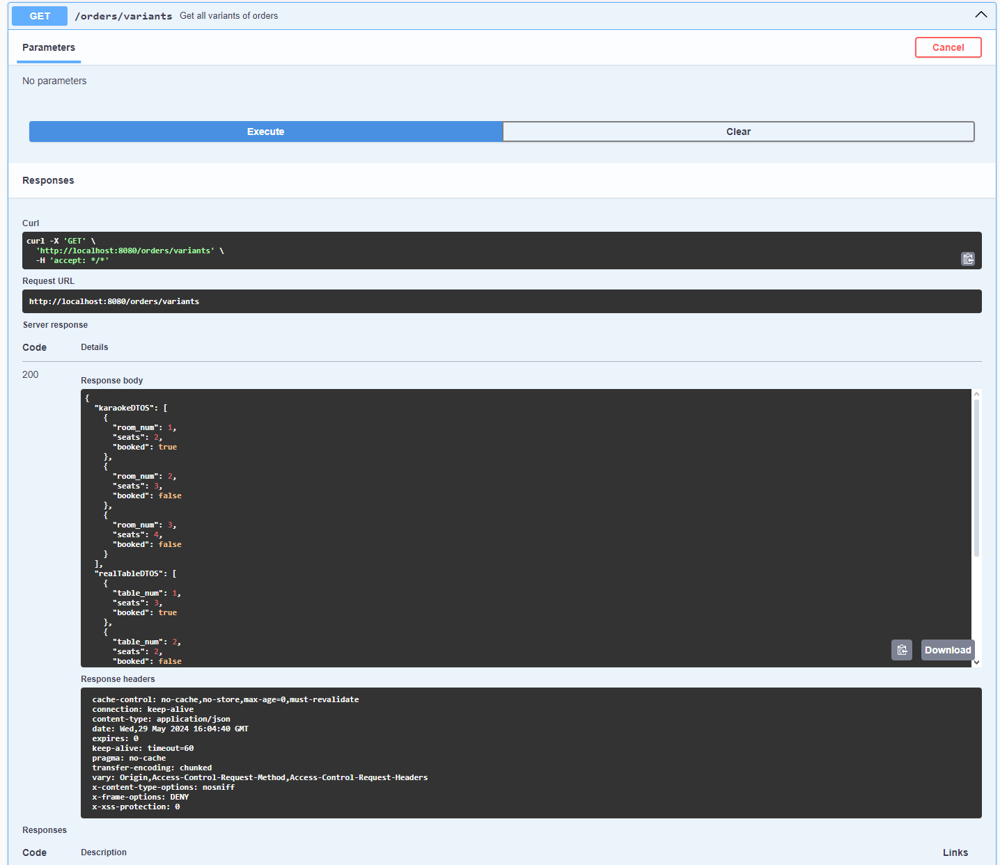 GET /orders/variants Get all variants of orders
Parameters Cancel
No parameters
Execute Clear
Responses
Curl
curl -X 'GET' \
  'http://localhost:8080/orders/variants' \
  -H 'accept: */*'
Request URL
http://localhost:8080/orders/variants
Server response
Code Details
200
Response body
{
  "karaokeDTOS": [
    {
      "room_num": 1,
      "seats": 2,
      "booked": true
    },
    {
      "room_num": 2,
      "seats": 3,
      "booked": false
    },
    {
      "room_num": 3,
      "seats": 4,
      "booked": false
    }
  ],
  "realTableDTOS": [
    {
      "table_num": 1,
      "seats": 3,
      "booked": true
    },
    {
      "table_num": 2,
      "seats": 2,
      "booked": false
Download
Response headers
cache-control: no-cache,no-store,max-age=0,must-revalidate
connection: keep-alive
content-type: application/json
date: Wed,29 May 2024 16:04:40 GMT
expires: 0
keep-alive: timeout=60
pragma: no-cache
transfer-encoding: chunked
vary: Origin,Access-Control-Request-Method,Access-Control-Request-Headers
x-content-type-options: nosniff
x-frame-options: DENY
x-xss-protection: 0
Responses
Code Description Links